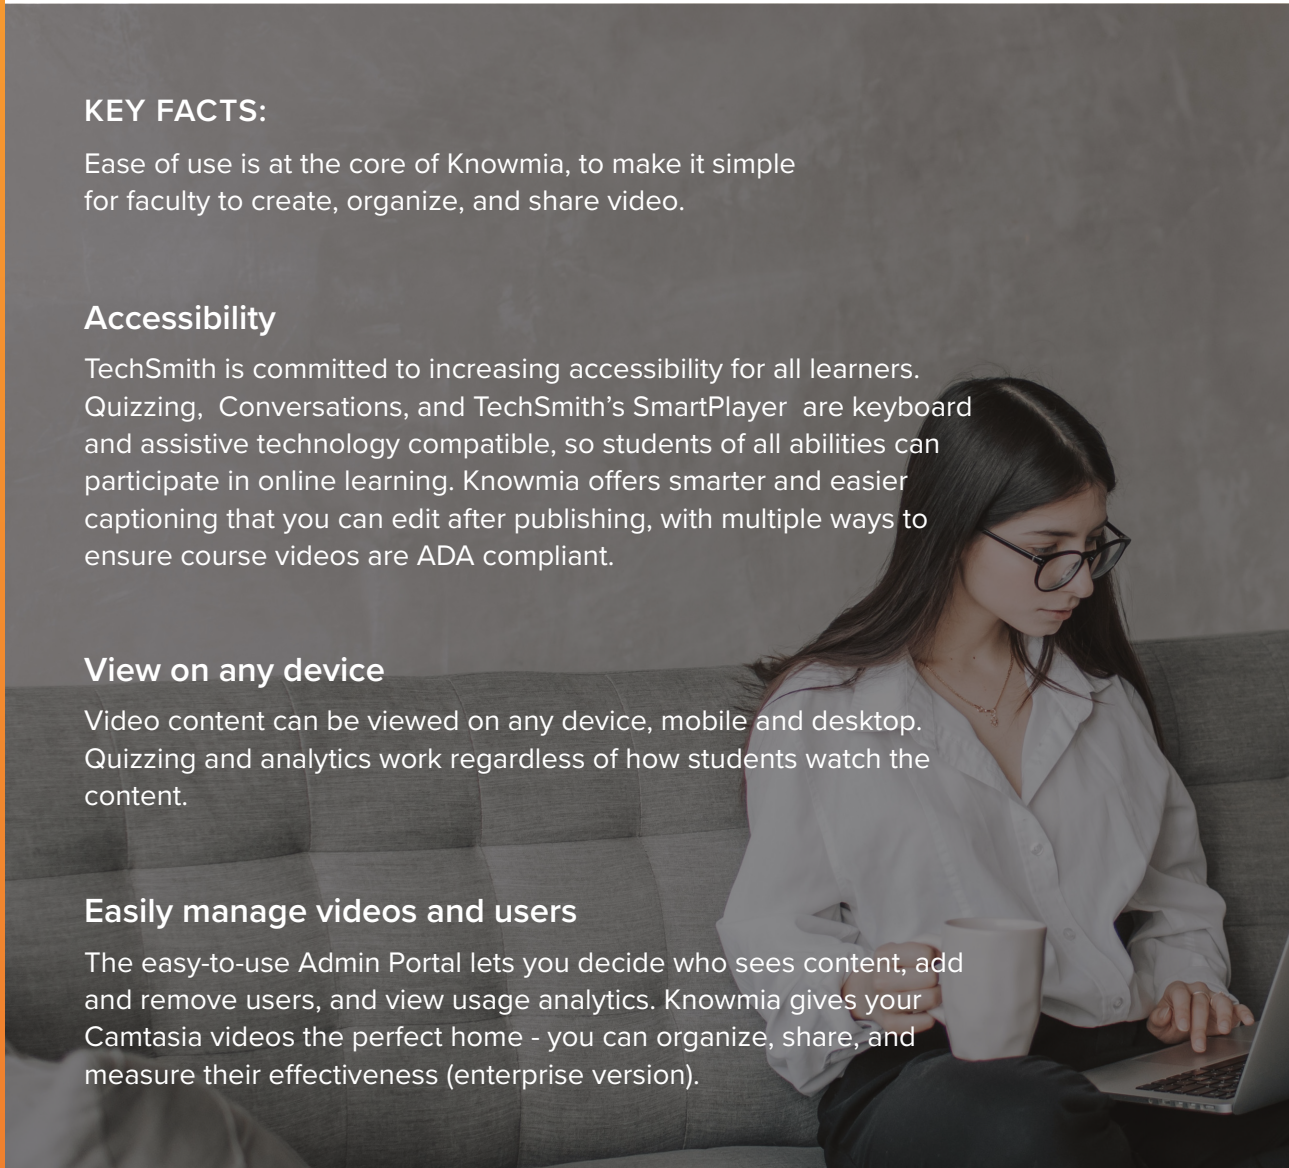 KEY FACTS:
Ease of use is at the core of Knowmia, to make it simple
for faculty to create, organize, and share video.
Accessibility
TechSmith is committed to increasing accessibility for all learners.
Quizzing,  Conversations, and TechSmith’s SmartPlayer  are keyboard
and assistive technology compatible, so students of all abilities can
participate in online learning. Knowmia offers smarter and easier
captioning that you can edit after publishing, with multiple ways to
ensure course videos are ADA compliant.
View on any device
Video content can be viewed on any device, mobile and desktop.
Quizzing and analytics work regardless of how students watch the
content.
Easily manage videos and users
The easy-to-use Admin Portal lets you decide who sees content, add
and remove users, and view usage analytics. Knowmia gives your
Camtasia videos the perfect home - you can organize, share, and
measure their effectiveness (enterprise version).